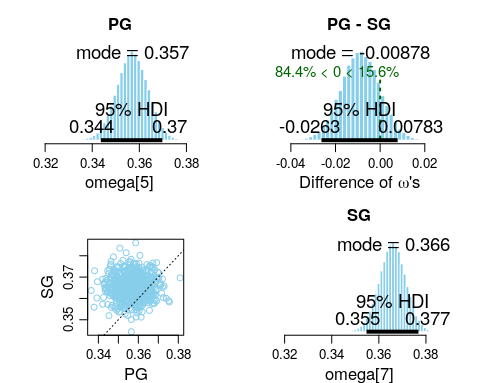 PG
mode = 0.357
95% HDI
0.344 0.37
0.32 0.34 0.36 0.38
omega[5]
PG - SG
mode = -0.00878
84.4% < 0 < 15.6%
95% HDI
-0.0263 0.00783
-0.04 -0.02 0.00 0.02
Difference of ω's
SG
0.37
0.35
0.34 0.36 0.38
PG
SG
mode = 0.366
95% HDI
0.355 0.377
0.32 0.34 0.36 0.38
omega[7]